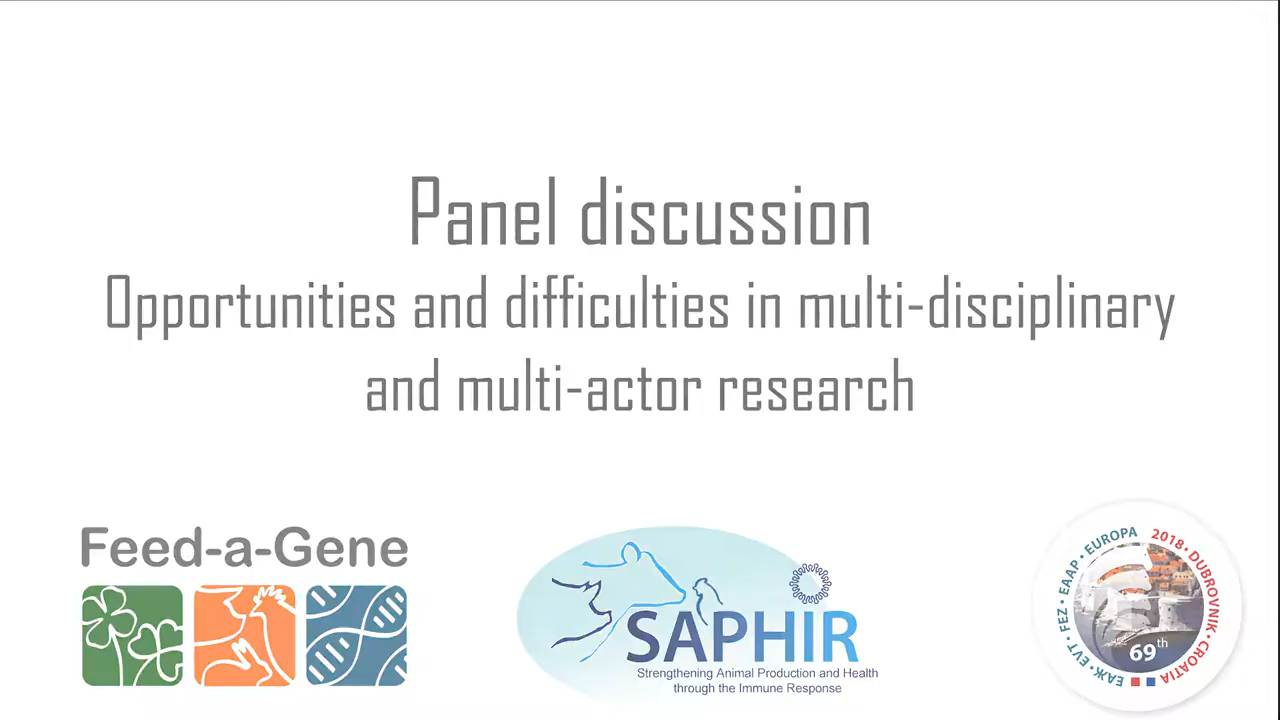 Panel discussion
Opportunities and difficulties in multi-disciplinary
and multi-actor research
Feed-a-Gene
SAPHIR
Strengthening Animal Production and Health
through the Immune Response
ЕАЖ • EVT • FEZ • EAAP • EUROPA 2018 • DUBROVNIK • CROATIA
69th